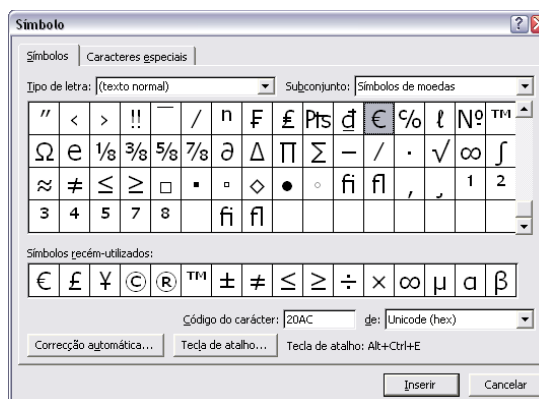 Símbolo
Símbolos Caracteres especiais
Tipo de letra: (texto normal) Subconjunto: Símbolos de moedas
″ ‹ › ‼ ‾ ⁄ ⁿ ₣ ₤ ₧ ₫ € ℅ ℓ № ™
Ω ℮ ⅛ ⅜ ⅝ ⅞ ∂ ∆ ∏ ∑ − ∕ ∙ √ ∞ ∫
≈ ≠ ≤ ≥ □ ▪ ▫ ◊ ● ◦ fi fl 1 2
3 4 5 7 8 fi fl
Símbolos recém-utilizados:
€ £ ¥ © ® ™ ± ≠ ≤ ≥ ÷ × ∞ µ α β
Código do carácter: 20AC de: Unicode (hex)
Correcção automática... Tecla de atalho... Tecla de atalho: Alt+Ctrl+E
Inserir Cancelar